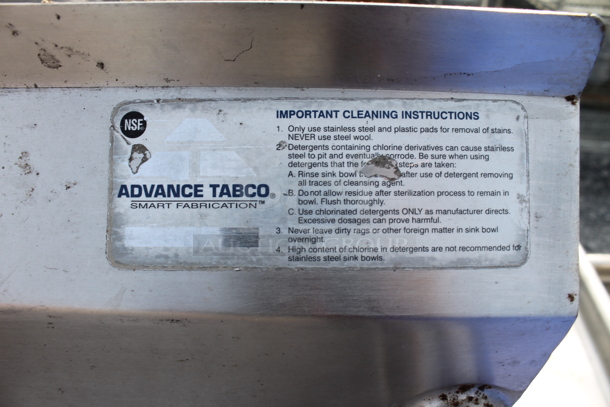 NSF
ADVANCE TABCO®
SMART FABRICATION™
IMPORTANT CLEANING INSTRUCTIONS
1. Only use stainless steel and plastic pads for removal of stains.
NEVER use steel wool.
2. Detergents containing chlorine derivatives can cause stainless
steel to pit and eventually corrode. Be sure when using
detergents that the steps are taken:
A. Rinse sink bowl after use of detergent removing
all traces of cleansing agent.
B. Do not allow residue after sterilization process to remain in
bowl. Flush thoroughly.
C. Use chlorinated detergents ONLY as manufacturer directs.
Excessive dosages can prove harmful.
3. Never leave dirty rags or other foreign matter in sink bowl
overnight.
4. High content of chlorine in detergents are not recommended for
stainless steel sink bowls.